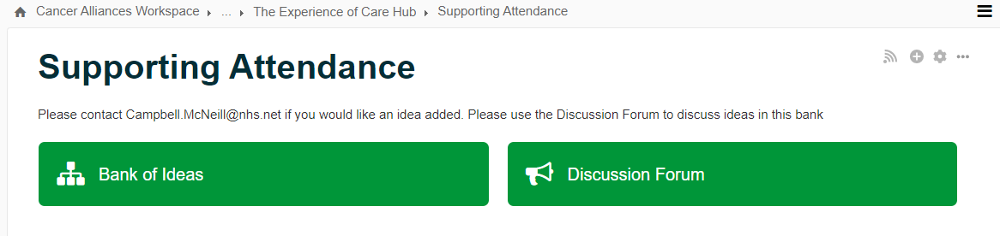 Cancer Alliances Workspace ... The Experience of Care Hub Supporting Attendance
Supporting Attendance
Please contact Campbell.McNeill@nhs.net if you would like an idea added. Please use the Discussion Forum to discuss ideas in this bank
Bank of Ideas
Discussion Forum